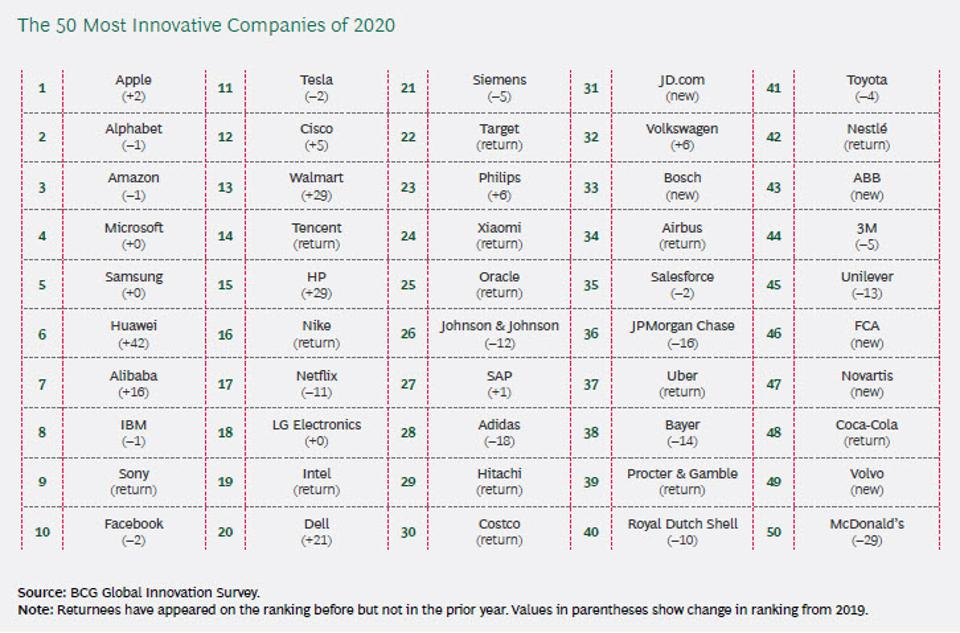 The 50 Most Innovative Companies of 2020
1
Apple
(+2)
2
Alphabet
(–1)
3
Amazon
(–1)
4
Microsoft
(+0)
5
Samsung
(+0)
6
Huawei
(+42)
7
Alibaba
(+16)
8
IBM
(–1)
9
Sony
(return)
10
Facebook
(–2)
11
Tesla
(–2)
12
Cisco
(+5)
13
Walmart
(+29)
14
Tencent
(return)
15
HP
(+29)
16
Nike
(return)
17
Netflix
(–11)
18
LG Electronics
(+0)
19
Intel
(return)
20
Dell
(+21)
21
Siemens
(–5)
22
Target
(return)
23
Philips
(+6)
24
Xiaomi
(return)
25
Oracle
(return)
26
Johnson & Johnson
(–12)
27
SAP
(+1)
28
Adidas
(–18)
29
Hitachi
(return)
30
Costco
(return)
31
JD.com
(new)
32
Volkswagen
(+6)
33
Bosch
(new)
34
Airbus
(return)
35
Salesforce
(–2)
36
JPMorgan Chase
(–16)
37
Uber
(return)
38
Bayer
(–14)
39
Procter & Gamble
(return)
40
Royal Dutch Shell
(–10)
41
Toyota
(–4)
42
Nestlé
(return)
43
ABB
(new)
44
3M
(–5)
45
Unilever
(–13)
46
FCA
(new)
47
Novartis
(new)
48
Coca-Cola
(return)
49
Volvo
(new)
50
McDonald's
(–29)
Source: BCG Global Innovation Survey.
Note: Returnees have appeared on the ranking before but not in the prior year. Values in parentheses show change in ranking from 2019.